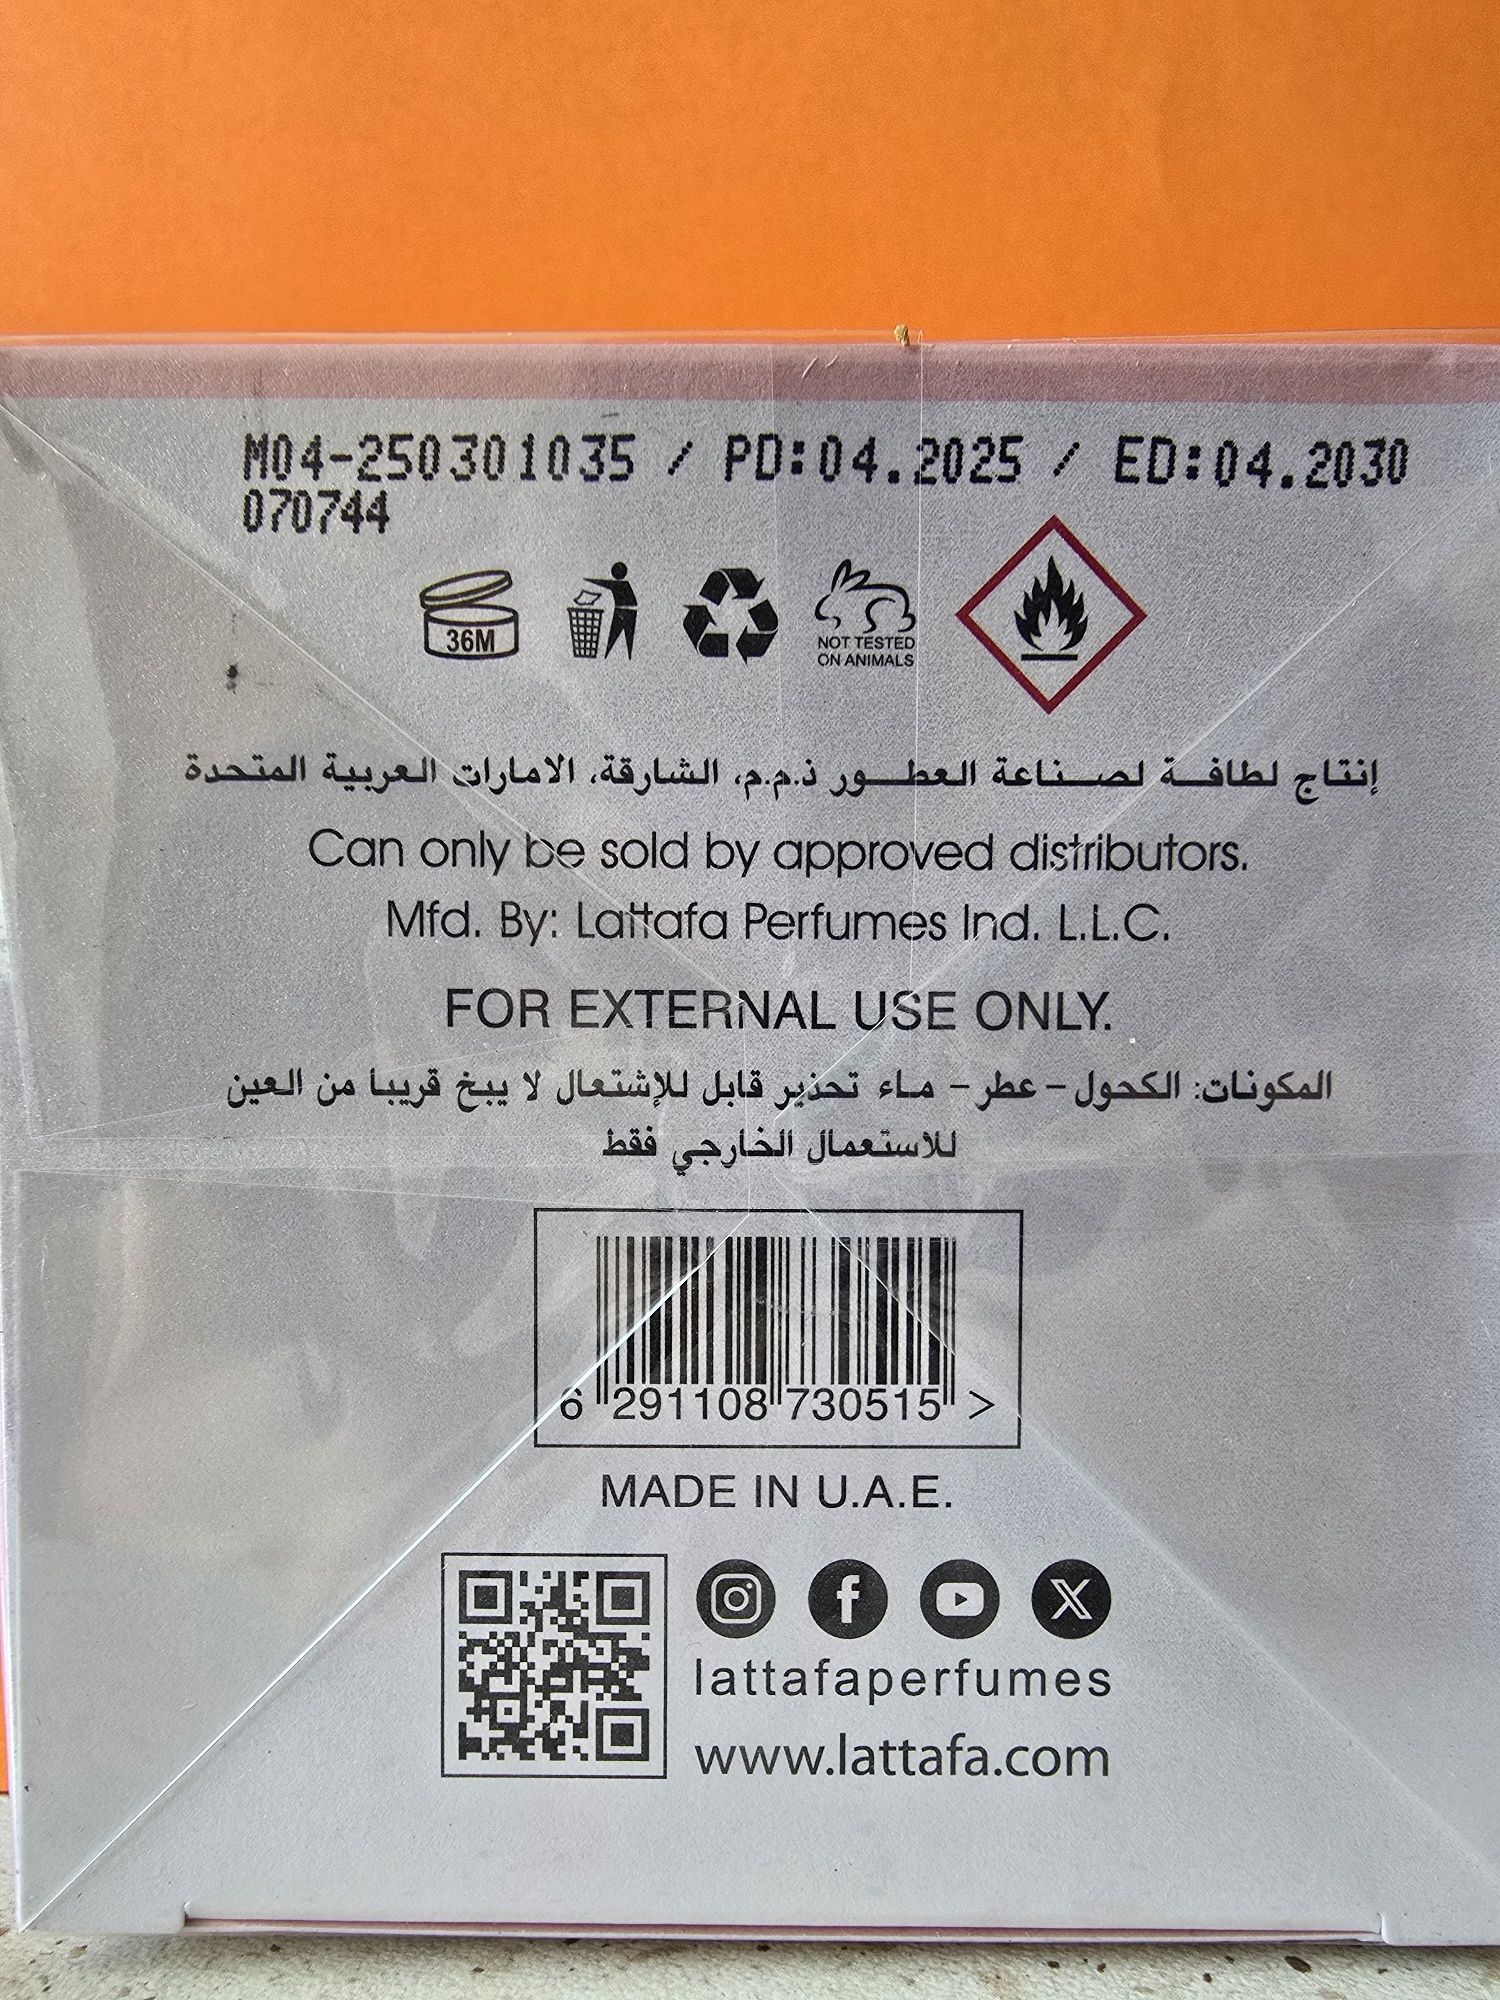 M04-250301035 / PD:04.2025 / ED:04.2030
070744
36M
NOT TESTED
ON ANIMALS
إنتاج لطافة لصناعة العطور ذ.م.م، الشارقة، الامارات العربية المتحدة
Can only be sold by approved distributors.
Mfd. By: Lattafa Perfumes Ind. L.L.C.
FOR EXTERNAL USE ONLY.
المكونات: الكحول - عطر - ماء تحذير قابل للإشتعال لا يبخ قريبا من العين
للاستعمال الخارجي فقط
6 291108 730515 >
MADE IN U.A.E.
lattafaperfumes
www.lattafa.com